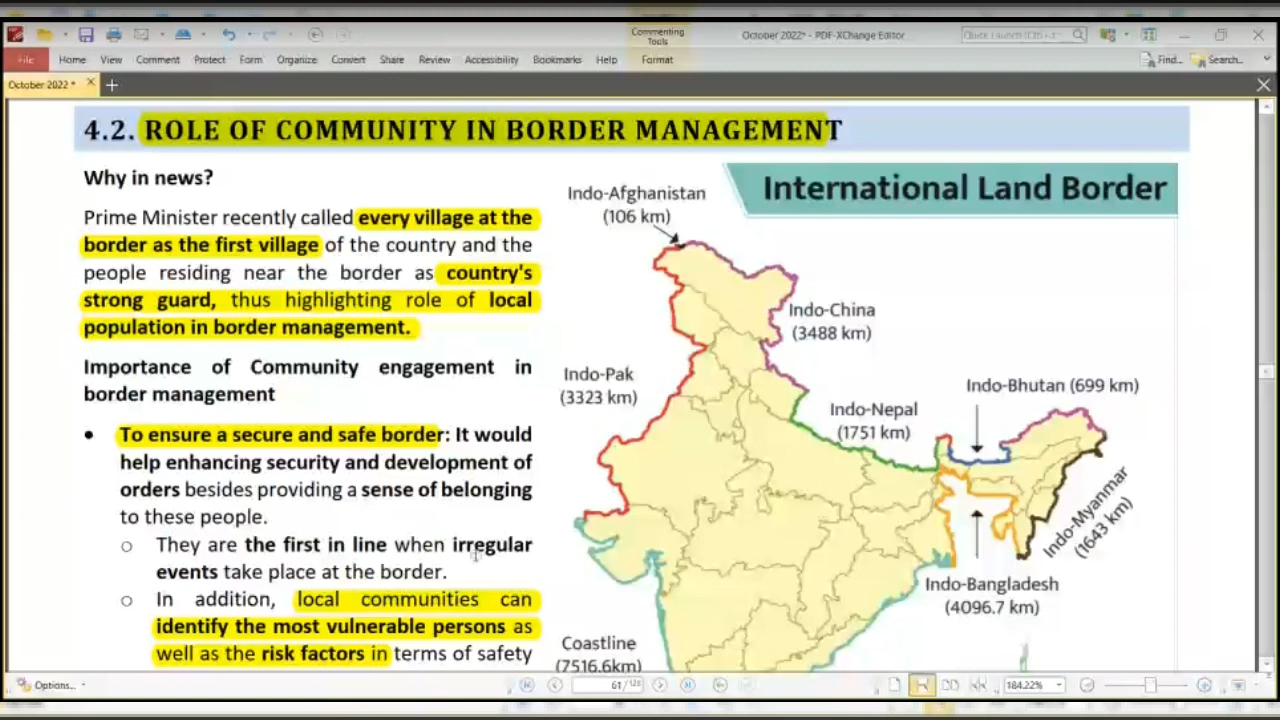 Commenting
Tools
October 2022* - PDF-XChange Editor
File
Home
View
Comment
Protect
Form
Organize
Convert
Share
Review
Accessibility
Bookmarks
Help
Format
Find...
Search...
October 2022 *
4.2. ROLE OF COMMUNITY IN BORDER MANAGEMENT
Why in news?
Prime Minister recently called every village at the
border as the first village of the country and the
people residing near the border as country's
strong guard, thus highlighting role of local
population in border management.
Importance of Community engagement in
border management
• To ensure a secure and safe border: It would
help enhancing security and development of
orders besides providing a sense of belonging
to these people.
o They are the first in line when irregular
events take place at the border.
o In addition, local communities can
identify the most vulnerable persons as
well as the risk factors in terms of safety
International Land Border
Indo-Afghanistan
(106 km)
Indo-China
(3488 km)
Indo-Pak
(3323 km)
Indo-Bhutan (699 km)
Indo-Nepal
(1751 km)
Indo-Myanmar
(1643 km)
Indo-Bangladesh
(4096.7 km)
Coastline
(7516.6km)
Options...
61
184.22%